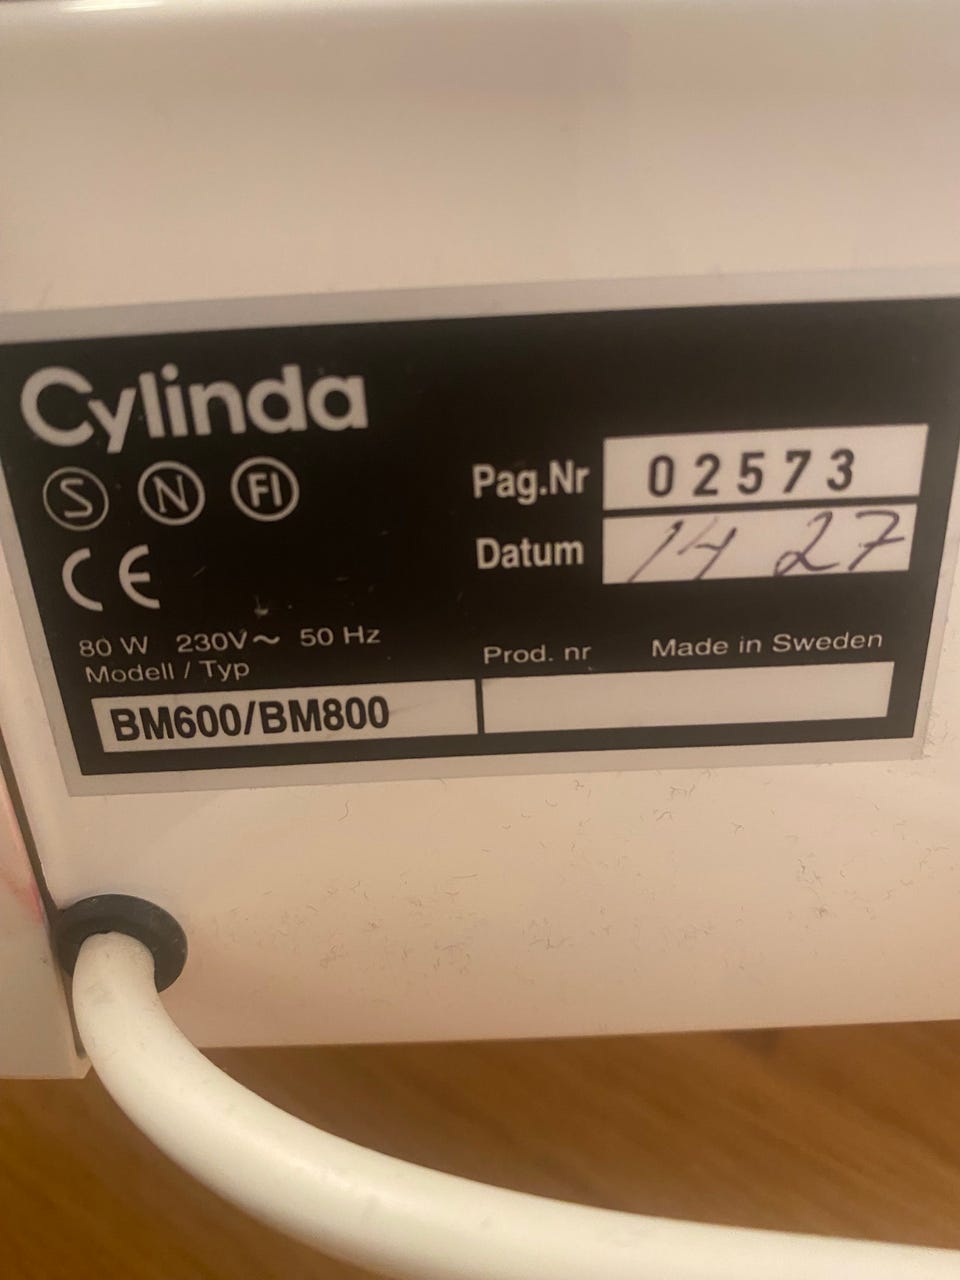 Cylinda
S N FI
CE
Pag.Nr 02573
Datum 14 27
80 W 230V~ 50 Hz
Modell / Typ
BM600/BM800
Prod. nr
Made in Sweden